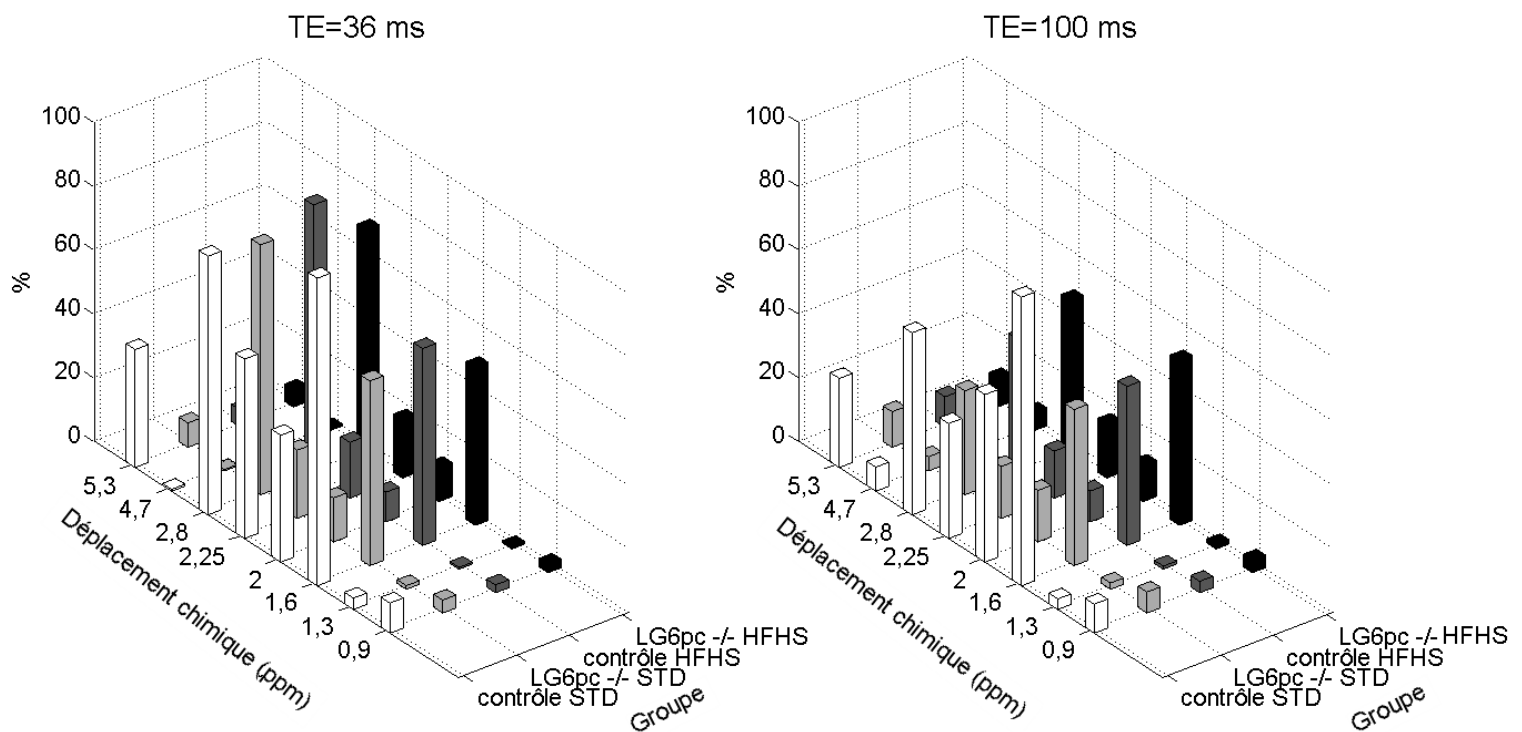 TE=36 ms
100
80
60
40
20
0
%
5,3
4,7
2,8
2,25
2
1,6
1,3
0,9
Déplacement chimique (ppm)
LG6pc -/- HFHS
contrôle HFHS
LG6pc -/- STD
contrôle STD
Groupe
TE=100 ms
100
80
60
40
20
0
%
5,3
4,7
2,8
2,25
2
1,6
1,3
0,9
Déplacement chimique (ppm)
LG6pc -/- HFHS
contrôle HFHS
LG6pc -/- STD
contrôle STD
Groupe